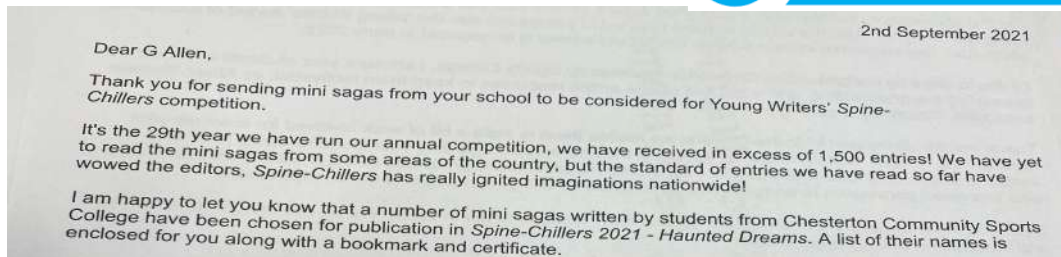 2nd September 2021
Dear G Allen,
Thank you for sending mini sagas from your school to be considered for Young Writers' Spine-
Chillers competition.
It's the 29th year we have run our annual competition, we have received in excess of 1,500 entries! We have yet
to read the mini sagas from some areas of the country, but the standard of entries we have read so far have
wowed the editors, Spine-Chillers has really ignited imaginations nationwide!
I am happy to let you know that a number of mini sagas written by students from Chesterton Community Sports
College have been chosen for publication in Spine-Chillers 2021 - Haunted Dreams. A list of their names is
enclosed for you along with a bookmark and certificate.